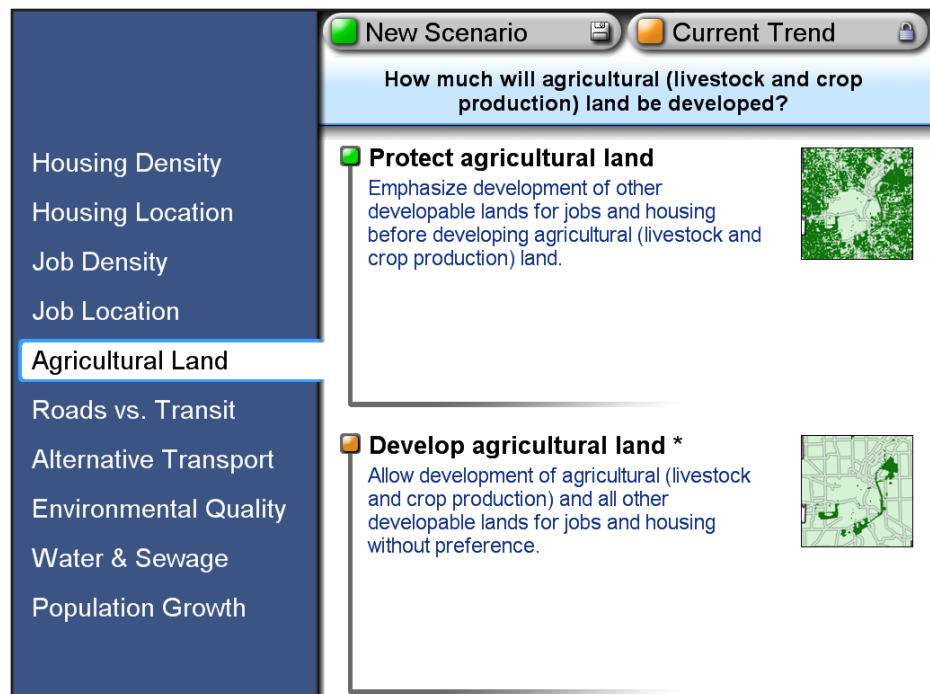 New Scenario
Current Trend
How much will agricultural (livestock and crop
production) land be developed?
Housing Density
Housing Location
Job Density
Job Location
Agricultural Land
Roads vs. Transit
Alternative Transport
Environmental Quality
Water & Sewage
Population Growth
Protect agricultural land
Emphasize development of other
developable lands for jobs and housing
before developing agricultural (livestock and
crop production) land.
Develop agricultural land *
Allow development of agricultural (livestock
and crop production) and all other
developable lands for jobs and housing
without preference.